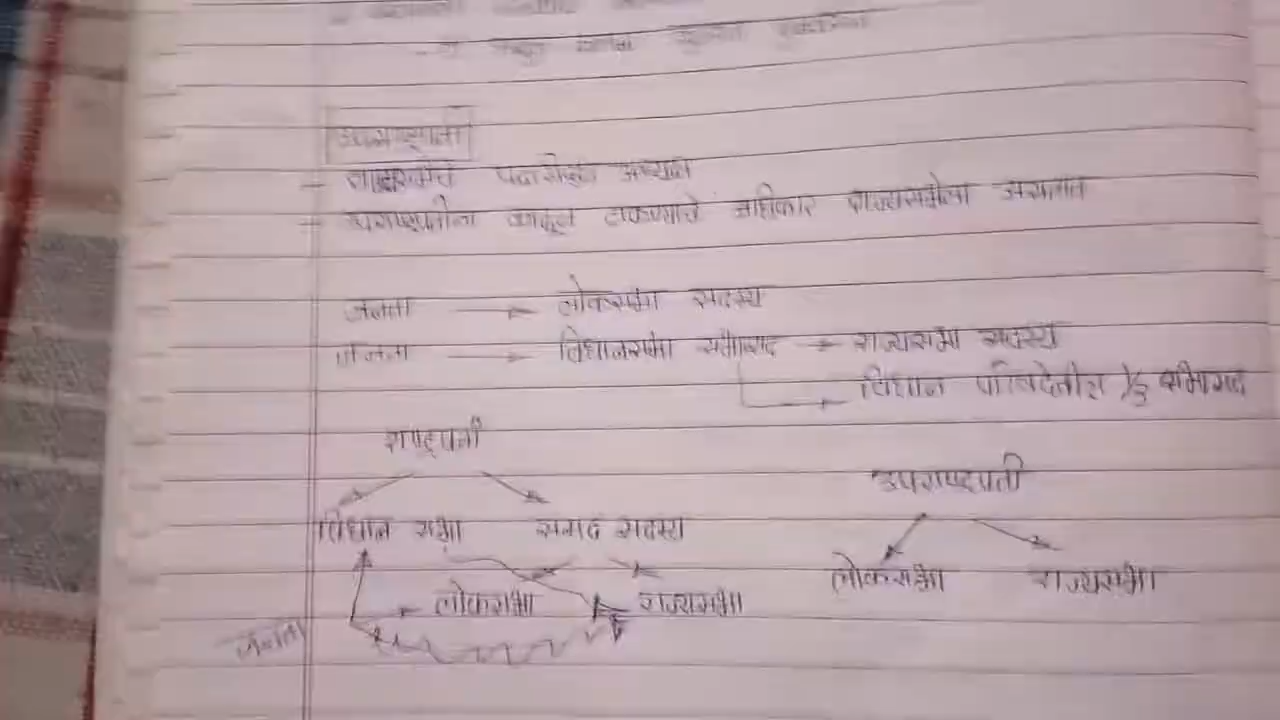 उपराष्ट्रपती
- राज्यसभेचे पदसिद्ध अध्यक्ष
- उपराष्ट्रपतीला काढून टाकण्याचे अधिकार राज्यसभेला असतात
जनता → लोकसभा सदस्य
जनता → विधानसभा सभासद → राज्यसभा सदस्य
→ विधान परिषदेतील 1/3 सभासद
राष्ट्रपती
उपराष्ट्रपती
विधान सभा संसद सदस्य
लोकसभा राज्यसभा
लोकसभा राज्यसभा
जनता